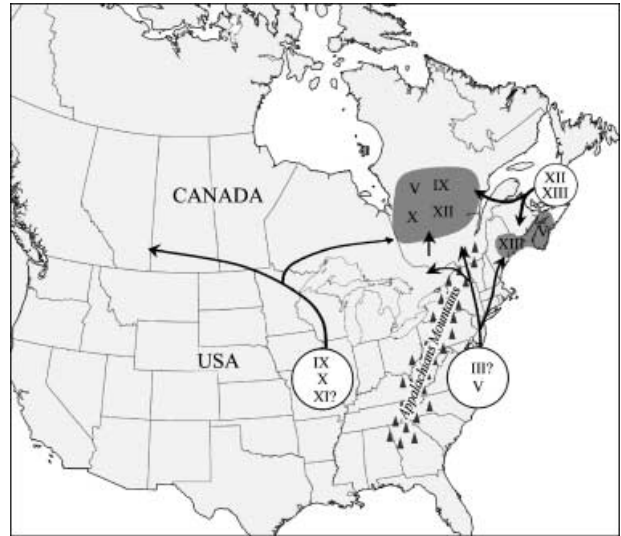 V IX
XII
XIII
CANADA
X XII
XIII V
USA
Appalachians Mountains
IX
X
XI?
III?
V